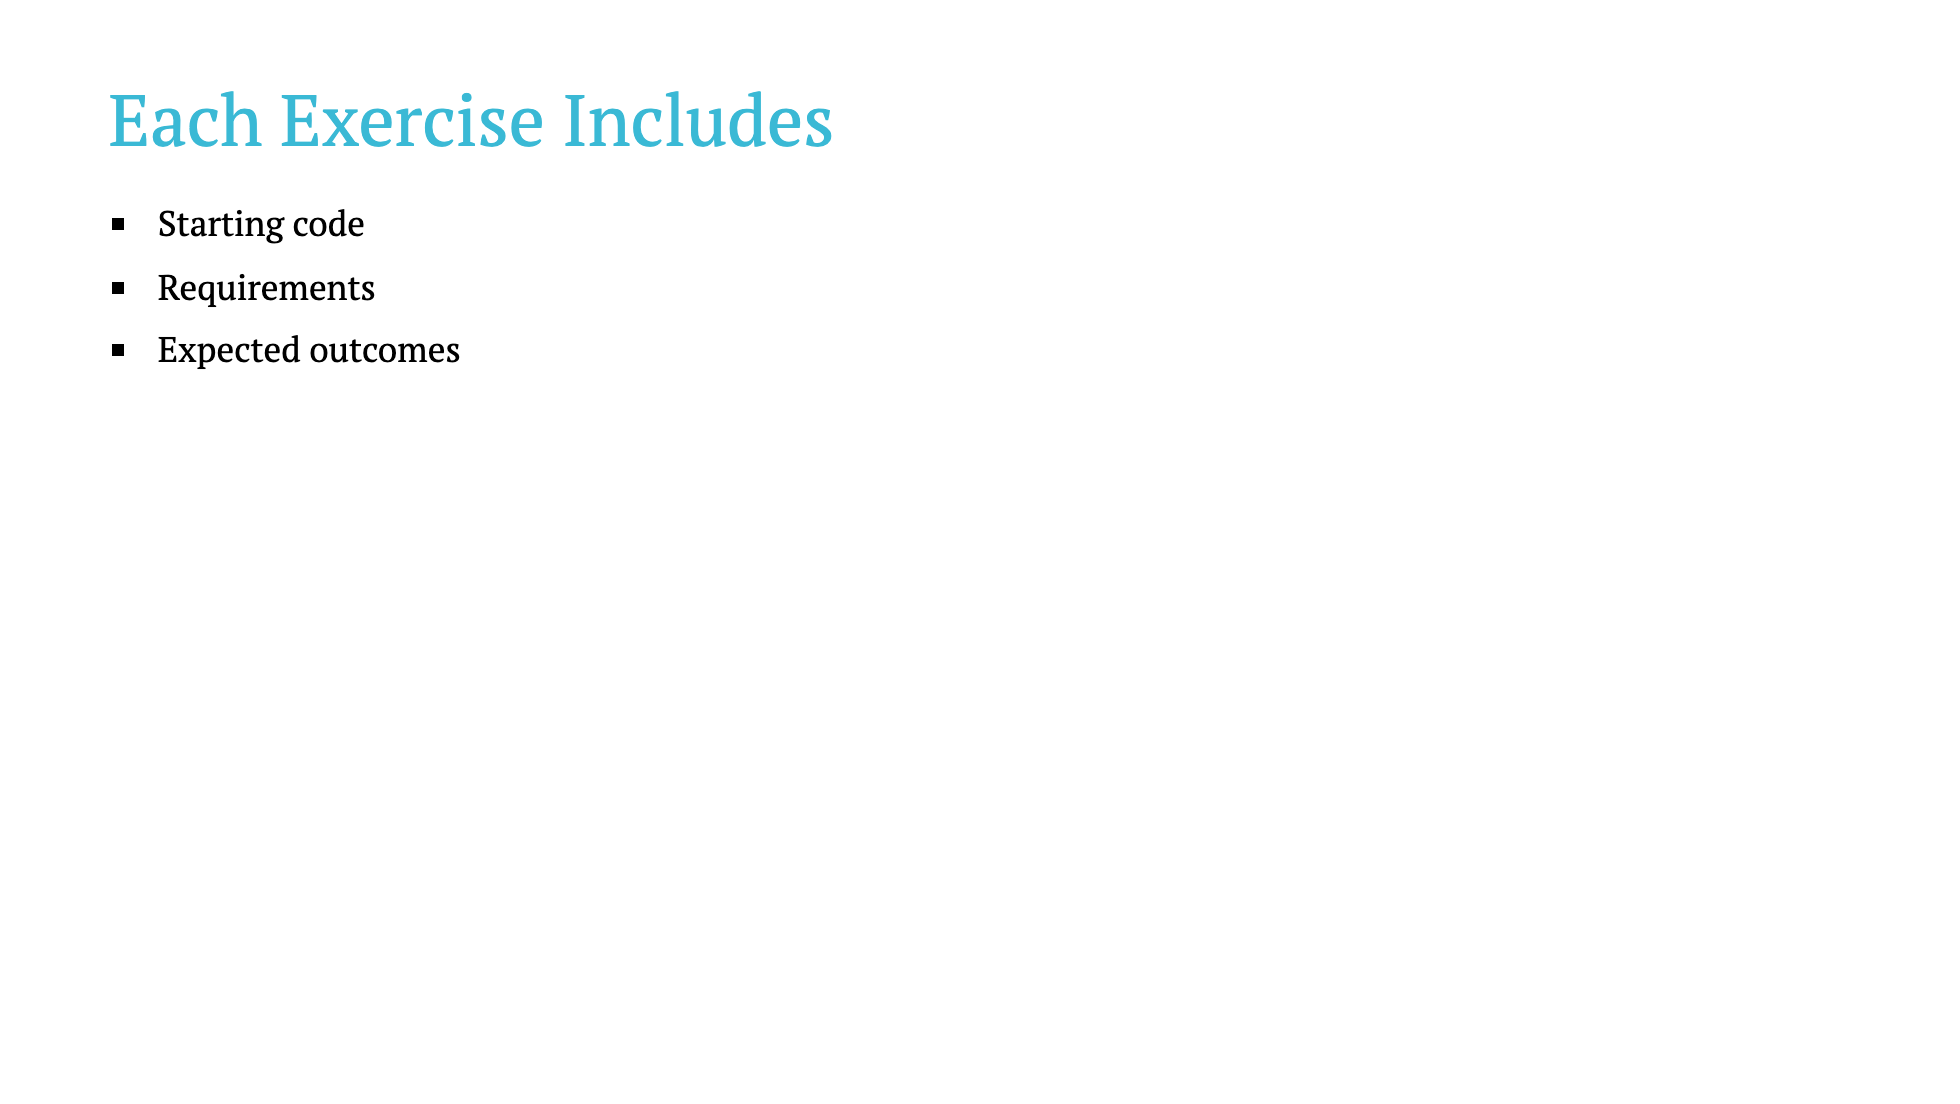 Each Exercise Includes
▪ Starting code
▪ Requirements
▪ Expected outcomes